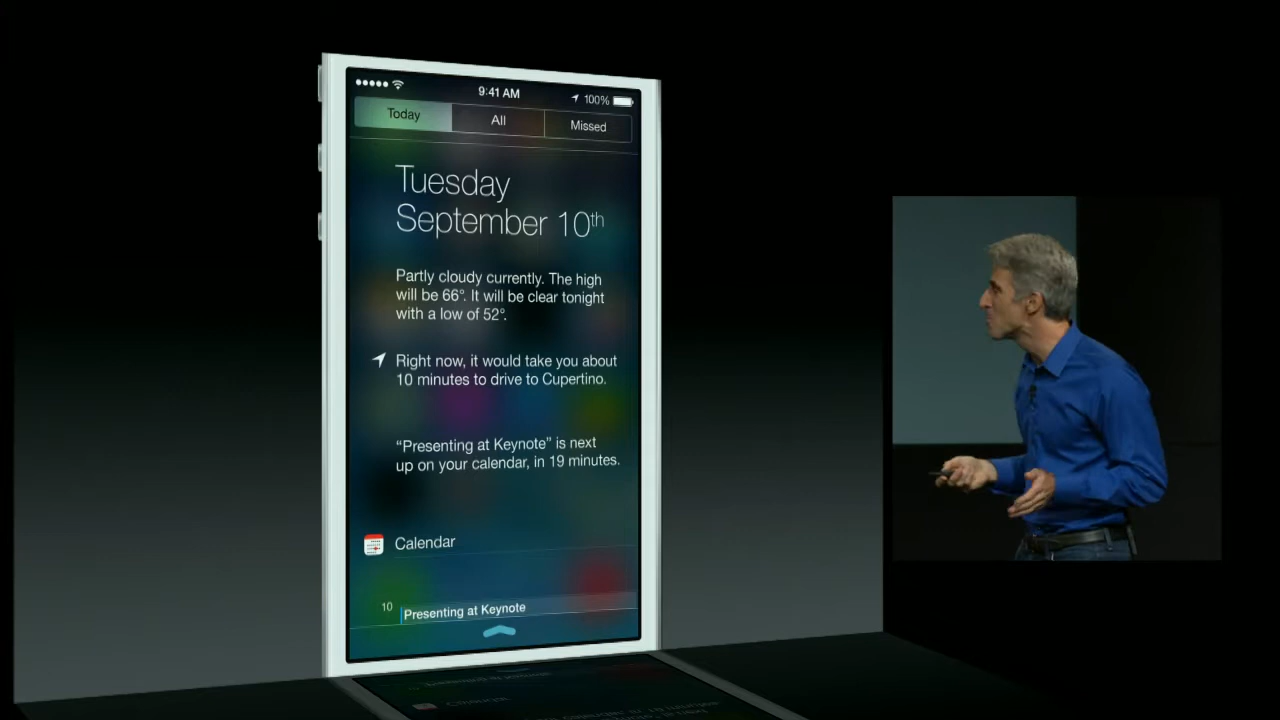 9:41 AM
100%
Today
All
Missed
Tuesday
September 10th
Partly cloudy currently. The high
will be 66°. It will be clear tonight
with a low of 52°.
Right now, it would take you about
10 minutes to drive to Cupertino.
“Presenting at Keynote” is next
up on your calendar, in 19 minutes.
Calendar
10
Presenting at Keynote